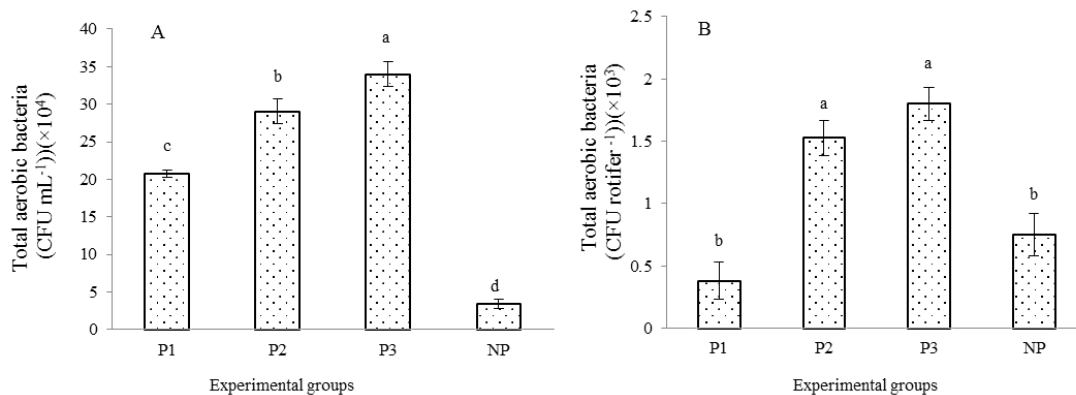 A
Total aerobic bacteria
(CFU mL-1))(×10⁴)
40
35
30
25
20
15
10
5
0
c
b
a
d
P1 P2 P3 NP
Experimental groups
B
Total aerobic bacteria
(CFU rotifer -1))(×10³)
2.5
2
1.5
1
0.5
0
b
a
a
b
P1 P2 P3 NP
Experimental groups